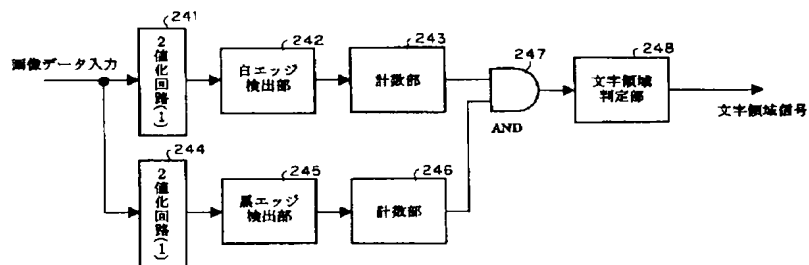 241
画像データ入力
2値化回路(1)
242
白エッジ
検出部
243
計数部
247
AND
248
文字領域
判定部
文字領域信号
244
2値化回路(1)
245
黒エッジ
検出部
246
計数部